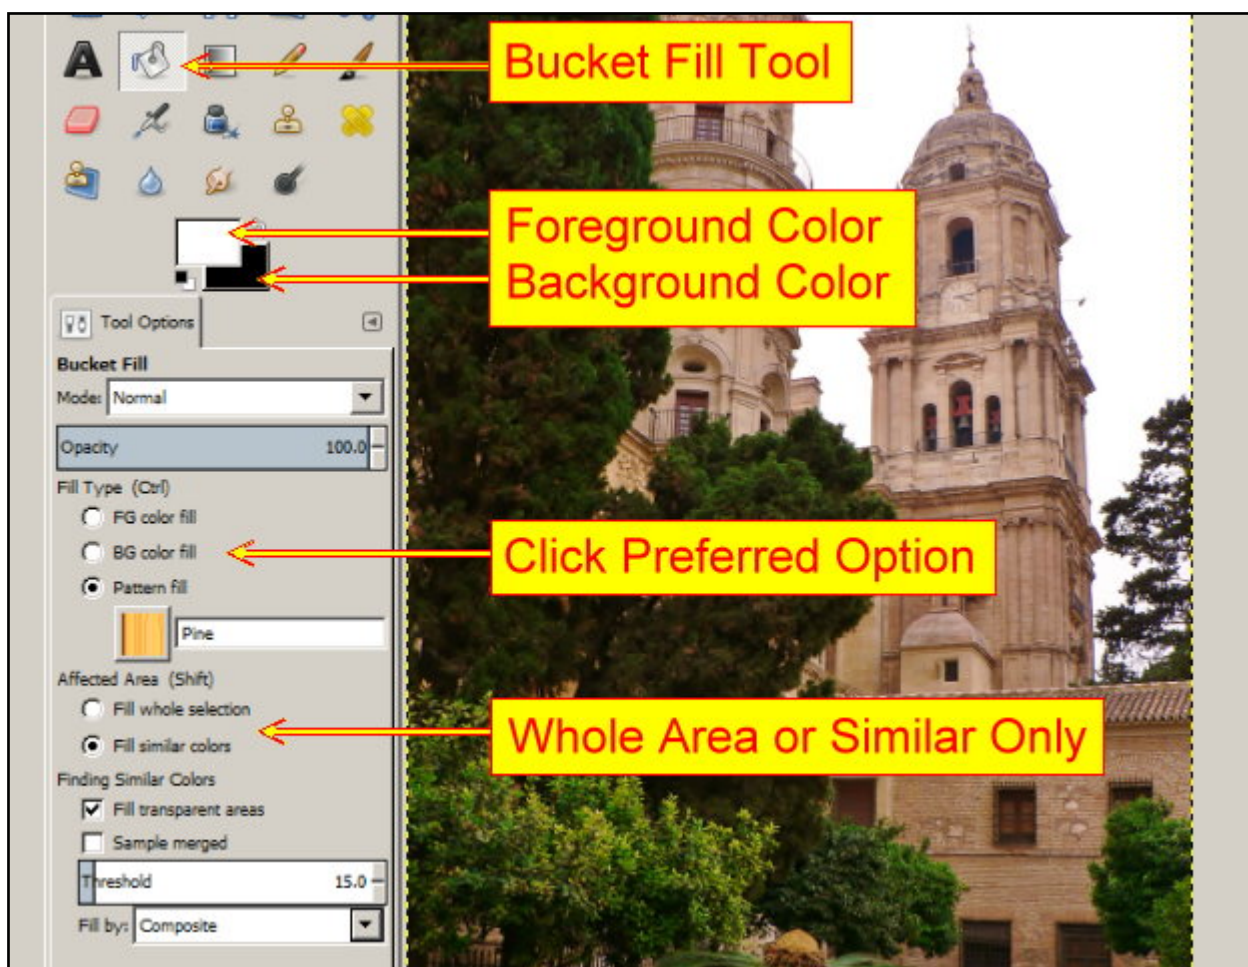 Bucket Fill Tool
Foreground Color
Background Color
Tool Options
Bucket Fill
Mode: Normal
Opacity 100.0
Fill Type (Ctrl)
FG color fill
BG color fill
Click Preferred Option
Pattern fill
Pine
Affected Area (Shift)
Fill whole selection
Whole Area or Similar Only
Fill similar colors
Finding Similar Colors
Fill transparent areas
Sample merged
Threshold 15.0
Fill by: Composite